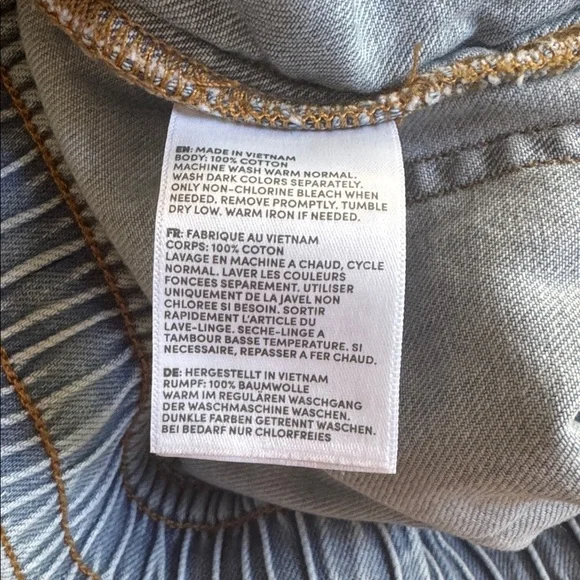 EN: MADE IN VIETNAM
BODY: 100% COTTON
MACHINE WASH WARM NORMAL.
WASH DARK COLORS SEPARATELY.
ONLY NON-CHLORINE BLEACH WHEN
NEEDED. REMOVE PROMPTLY. TUMBLE
DRY LOW. WARM IRON IF NEEDED.
FR: FABRIQUE AU VIETNAM
CORPS: 100% COTON
LAVAGE EN MACHINE A CHAUD, CYCLE
NORMAL. LAVER LES COULEURS
FONCEES SEPAREMENT. UTILISER
UNIQUEMENT DE LA JAVEL NON
CHLOREE SI BESOIN. SORTIR
RAPIDEMENT L'ARTICLE DU
LAVE-LINGE. SECHE-LINGE A
TAMBOUR BASSE TEMPERATURE. SI
NECESSAIRE, REPASSER A FER CHAUD.
DE: HERGESTELLT IN VIETNAM
RUMPF: 100% BAUMWOLLE
WARM IM REGULÄREN WASCHGANG
DER WASCHMASCHINE WASCHEN.
DUNKLE FARBEN GETRENNT WASCHEN.
BEI BEDARF NUR CHLORFREIES